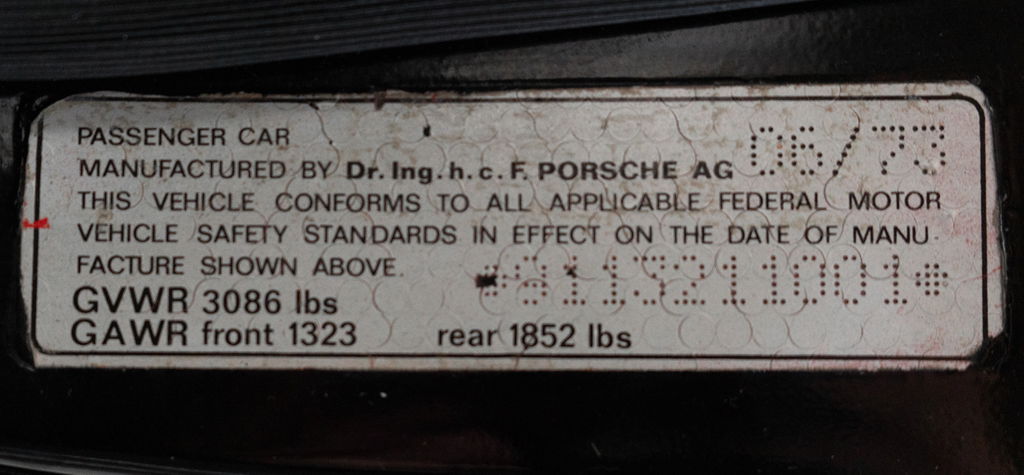 PASSENGER CAR
MANUFACTURED BY Dr. Ing. h. c. F. PORSCHE AG 06/73
THIS VEHICLE CONFORMS TO ALL APPLICABLE FEDERAL MOTOR
VEHICLE SAFETY STANDARDS IN EFFECT ON THE DATE OF MANU-
FACTURE SHOWN ABOVE. *9113211001*
GVWR 3086 lbs
GAWR front 1323 rear 1852 lbs